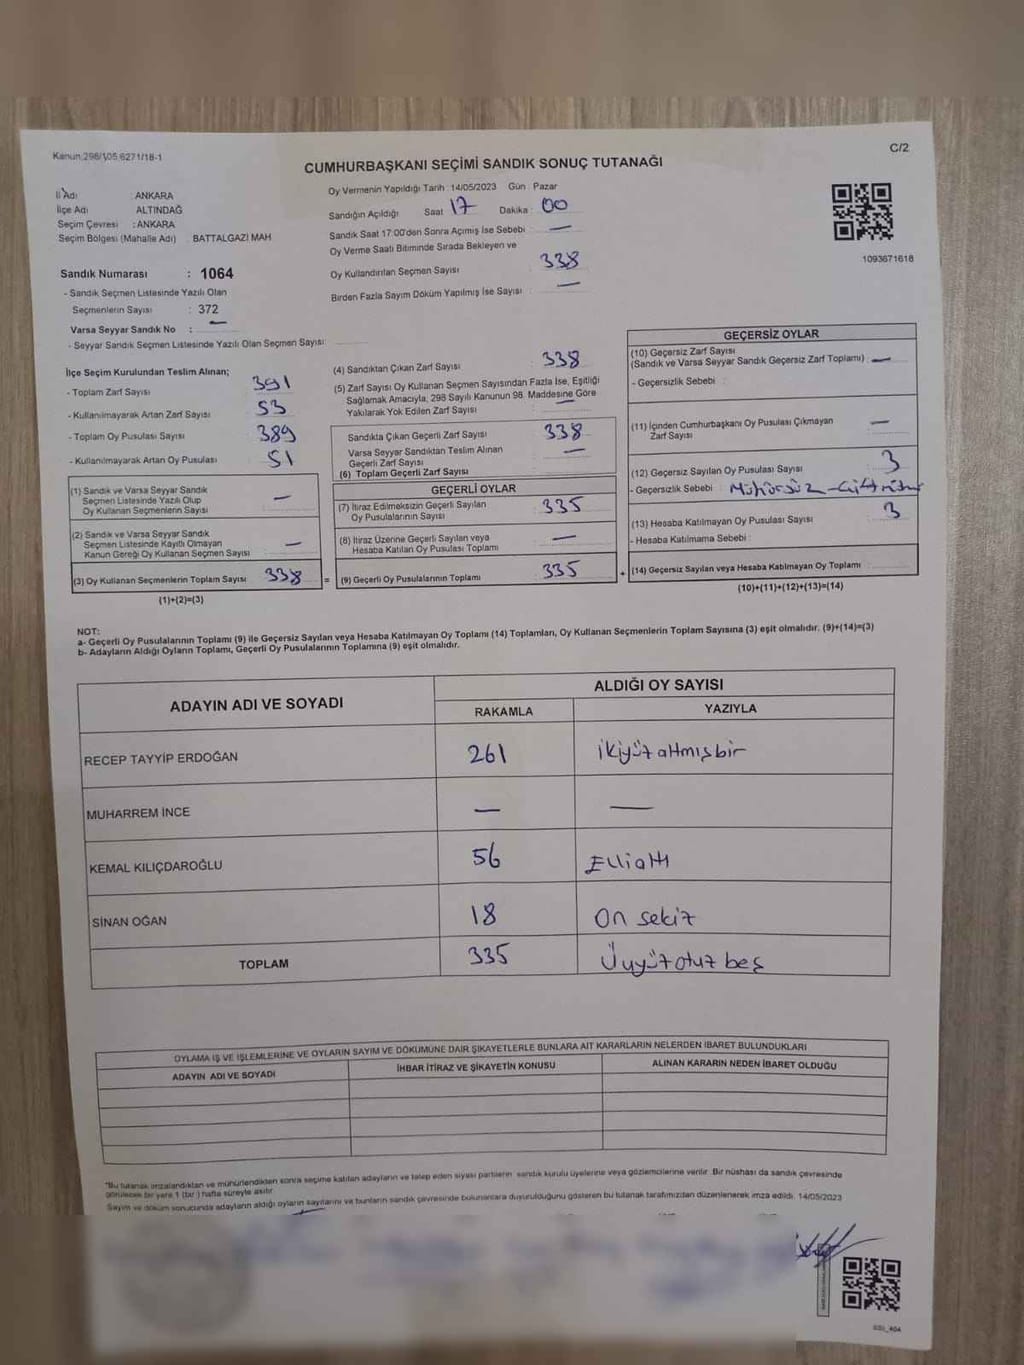 Kanun:298/105,6271/18-1
C/2
CUMHURBAŞKANI SEÇİMİ SANDIK SONUÇ TUTANAĞI
İl Adı : ANKARA
İlçe Adı : ALTINDAĞ
Seçim Çevresi : ANKARA
Seçim Bölgesi (Mahalle Adı) : BATTALGAZİ MAH
Sandık Numarası : 1064
- Sandık Seçmen Listesinde Yazılı Olan
Seçmenlerin Sayısı : 372
Varsa Seyyar Sandık No : —
- Seyyar Sandık Seçmen Listesinde Yazılı Olan Seçmen Sayısı:
Oy Vermenin Yapıldığı Tarih : 14/05/2023 Gün : Pazar
Sandığın Açıldığı Saat : 17 Dakika : 00
Sandık Saat 17:00'den Sonra Açımış İse Sebebi : —
Oy Verme Saati Bitiminde Sırada Bekleyen ve
Oy Kullandırılan Seçmen Sayısı : 338
Birden Fazla Sayım Döküm Yapılmış İse Sayısı : —
1093671618
İlçe Seçim Kurulundan Teslim Alınan;
- Toplam Zarf Sayısı 391
- Kullanılmayarak Artan Zarf Sayısı 53
- Toplam Oy Pusulası Sayısı 389
- Kullanılmayarak Artan Oy Pusulası 51
(1) Sandık ve Varsa Seyyar Sandık
Seçmen Listesinde Yazılı Olup
Oy Kullanan Seçmenlerin Sayısı —
(2) Sandık ve Varsa Seyyar Sandık
Seçmen Listesinde Kayıtlı Olmayan
Kanun Gereği Oy Kullanan Seçmen Sayısı —
(3) Oy Kullanan Seçmenlerin Toplam Sayısı 338
(1)+(2)=(3)
(4) Sandıktan Çıkan Zarf Sayısı 338
(5) Zarf Sayısı Oy Kullanan Seçmen Sayısından Fazla İse, Eşitliği
Sağlamak Amacıyla, 298 Sayılı Kanunun 98. Maddesine Göre
Yakılarak Yok Edilen Zarf Sayısı —
Sandıkta Çıkan Geçerli Zarf Sayısı 338
Varsa Seyyar Sandıktan Teslim Alınan
Geçerli Zarf Sayısı —
(6) Toplam Geçerli Zarf Sayısı
GEÇERLİ OYLAR
(7) İtiraz Edilmeksizin Geçerli Sayılan
Oy Pusulalarının Sayısı 335
(8) İtiraz Üzerine Geçerli Sayılan veya
Hesaba Katılan Oy Pusulası Toplamı —
= (9) Geçerli Oy Pusulalarının Toplamı 335 +
GEÇERSİZ OYLAR
(10) Geçersiz Zarf Sayısı
(Sandık ve Varsa Seyyar Sandık Geçersiz Zarf Toplamı) : —
- Geçersizlik Sebebi :
(11) İçinden Cumhurbaşkanı Oy Pusulası Çıkmayan
Zarf Sayısı —
(12) Geçersiz Sayılan Oy Pusulası Sayısı 3
- Geçersizlik Sebebi : Mühürsüz - Çift mühür
(13) Hesaba Katılmayan Oy Pusulası Sayısı 3
- Hesaba Katılmama Sebebi :
(14) Geçersiz Sayılan veya Hesaba Katılmayan Oy Toplamı
(10)+(11)+(12)+(13)=(14)
NOT:
a- Geçerli Oy Pusulalarının Toplamı (9) ile Geçersiz Sayılan veya Hesaba Katılmayan Oy Toplamı (14) Toplamları, Oy Kullanan Seçmenlerin Toplam Sayısına (3) eşit olmalıdır. (9)+(14)=(3)
b- Adayların Aldığı Oyların Toplamı, Geçerli Oy Pusulalarının Toplamına (9) eşit olmalıdır.
ADAYIN ADI VE SOYADI ALDIĞI OY SAYISI
RAKAMLA YAZIYLA
RECEP TAYYİP ERDOĞAN 261 ikiyüz altmışbir
MUHARREM İNCE — —
KEMAL KILIÇDAROĞLU 56 Elli altı
SİNAN OĞAN 18 On sekiz
TOPLAM 335 Üçyüz otuz beş
OYLAMA İŞ VE İŞLEMLERİNE VE OYLARIN SAYIM VE DÖKÜMÜNE DAİR ŞİKAYETLERLE BUNLARA AİT KARARLARIN NELERDEN İBARET BULUNDUKLARI
ADAYIN ADI VE SOYADI İHBAR İTİRAZ VE ŞİKAYETİN KONUSU ALINAN KARARIN NEDEN İBARET OLDUĞU
"Bu tutanak imzalandıktan ve mühürlendikten sonra seçime katılan adayların ve talep eden siyasi partilerin sandık kurulu üyelerine veya gözlemcilerine verilir. Bir nüshası da sandık çevresinde
görülecek bir yere 1 (bir) hafta süreyle asılır.
Sayım ve döküm sonucunda adayların aldığı oyların sayılarını ve bunların sandık çevresinde bulunanlara duyurulduğunu gösteren bu tutanak tarafımızdan düzenlenerek imza edildi. 14/05/2023